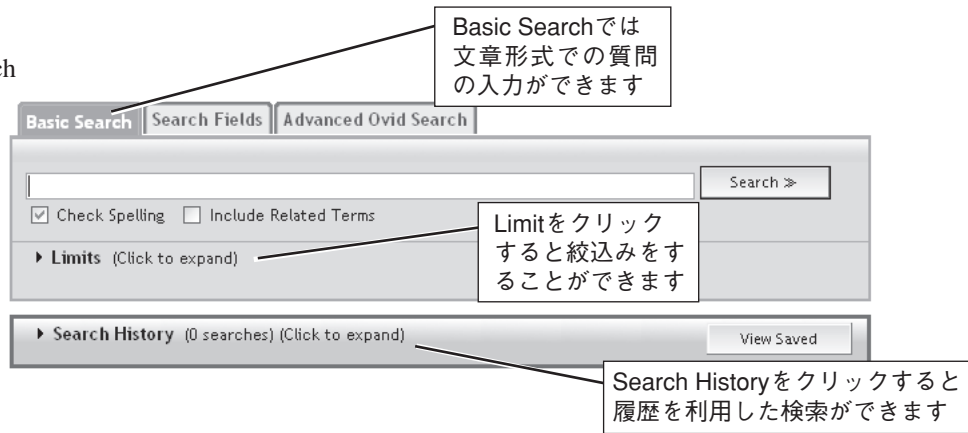 Basic Searchでは
文章形式での質問
の入力ができます
ch
Basic Search Search Fields Advanced Ovid Search
Search ≫
Check Spelling Include Related Terms
Limitをクリック
すると絞込みをす
ることができます
Limits (Click to expand)
Search History (0 searches) (Click to expand)
View Saved
Search Historyをクリックすると
履歴を利用した検索ができます